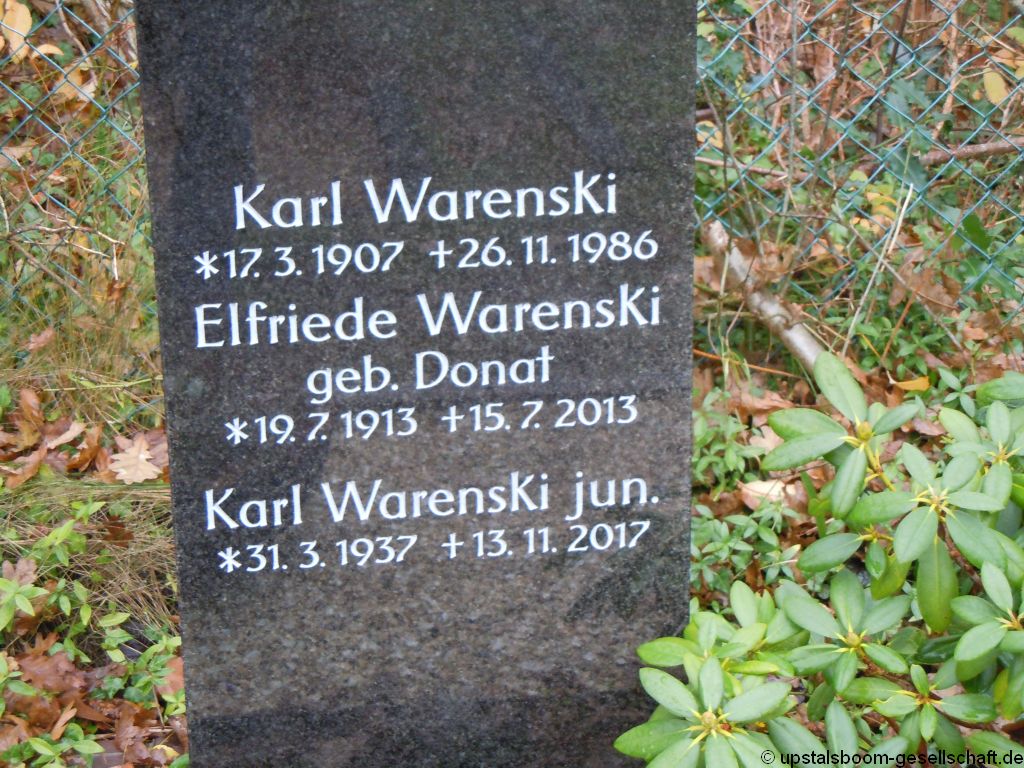 Karl Warenski
*17. 3. 1907 +26. 11. 1986
Elfriede Warenski
geb. Donat
*19. 7. 1913 +15. 7. 2013
Karl Warenski jun.
*31. 3. 1937 +13. 11. 2017
© upstalsboom-gesellschaft.de